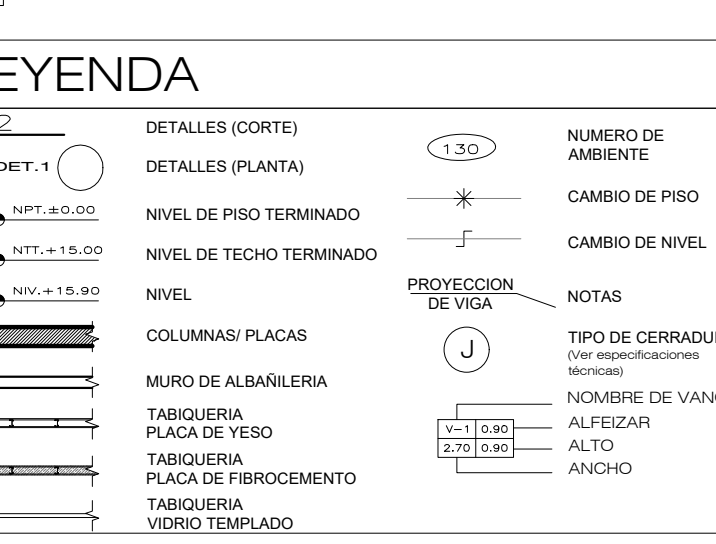 EYENDA
2
DETALLES (CORTE)
DET.1
DETALLES (PLANTA)
NPT.±0.00
NIVEL DE PISO TERMINADO
NTT.+15.00
NIVEL DE TECHO TERMINADO
NIV.+15.90
NIVEL
COLUMNAS/ PLACAS
MURO DE ALBAÑILERIA
TABIQUERIA
PLACA DE YESO
TABIQUERIA
PLACA DE FIBROCEMENTO
TABIQUERIA
VIDRIO TEMPLADO
130
NUMERO DE
AMBIENTE
CAMBIO DE PISO
CAMBIO DE NIVEL
PROYECCION
DE VIGA
NOTAS
J
TIPO DE CERRADU
(Ver especificaciones
técnicas)
NOMBRE DE VANO
V-1 0.90
ALFEIZAR
2.70 0.90
ALTO
ANCHO